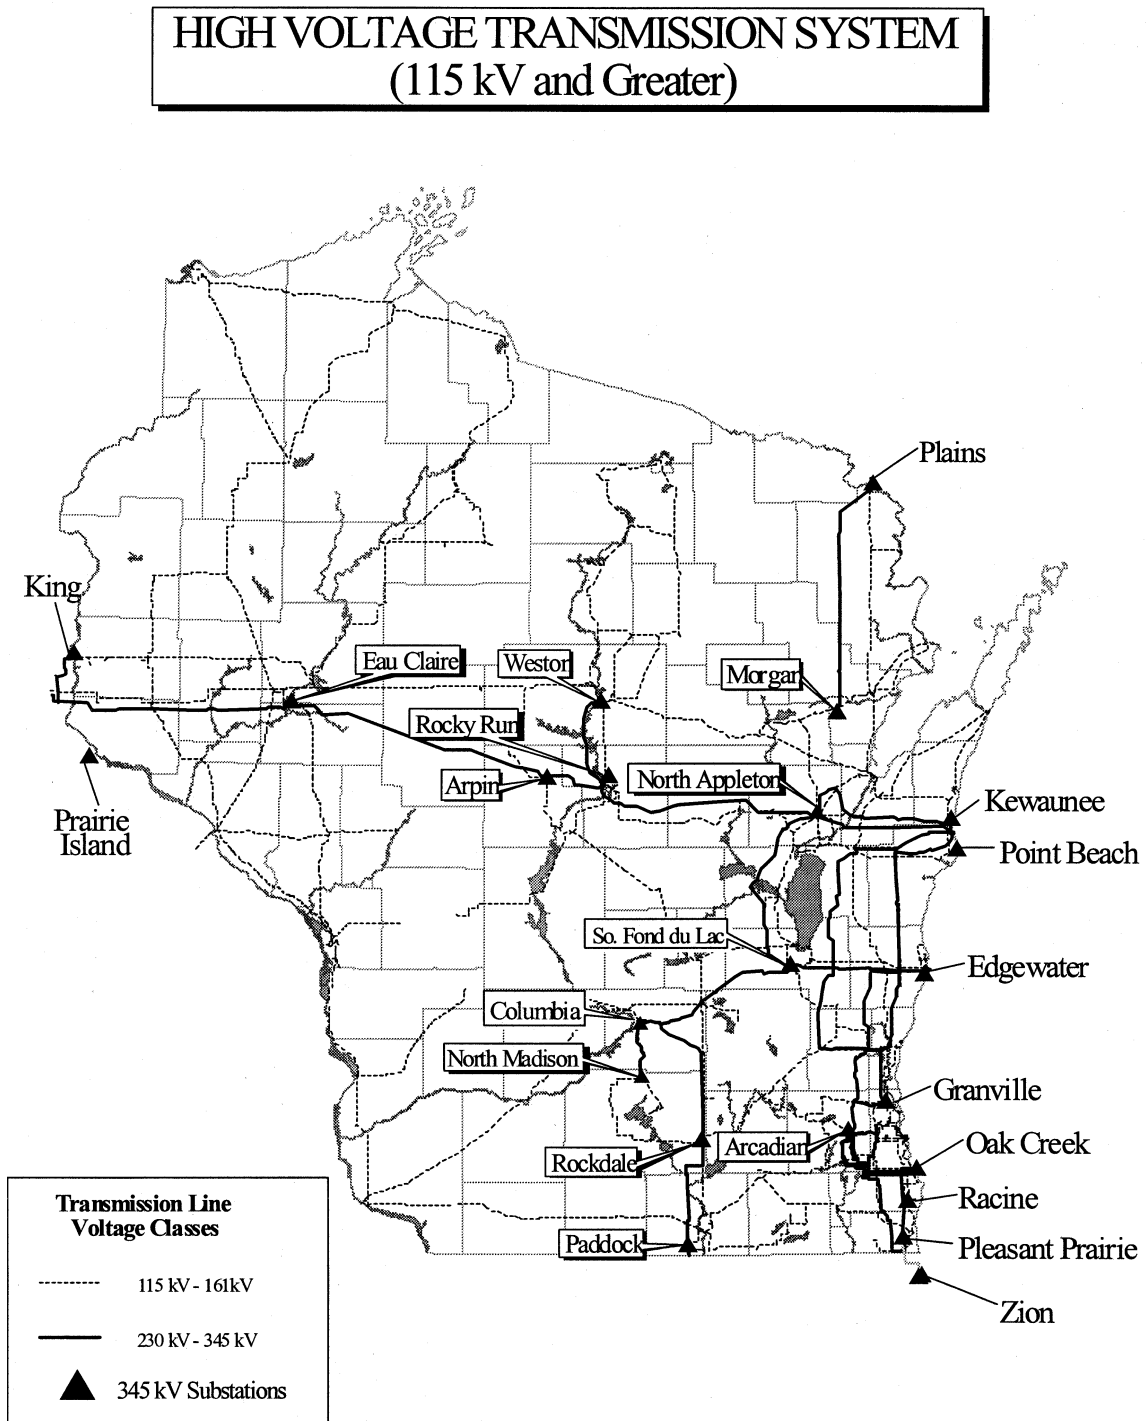 HIGH VOLTAGE TRANSMISSION SYSTEM
(115 kV and Greater)
Plains
King
Eau Claire
Weston
Morgan
Rocky Run
North Appleton
Arpin
Kewaunee
Prairie
Island
Point Beach
So. Fond du Lac
Edgewater
Columbia
North Madison
Granville
Arcadian
Oak Creek
Rockdale
Racine
Paddock
Pleasant Prairie
Zion
Transmission Line
Voltage Classes
115 kV - 161kV
230 kV - 345 kV
345 kV Substations